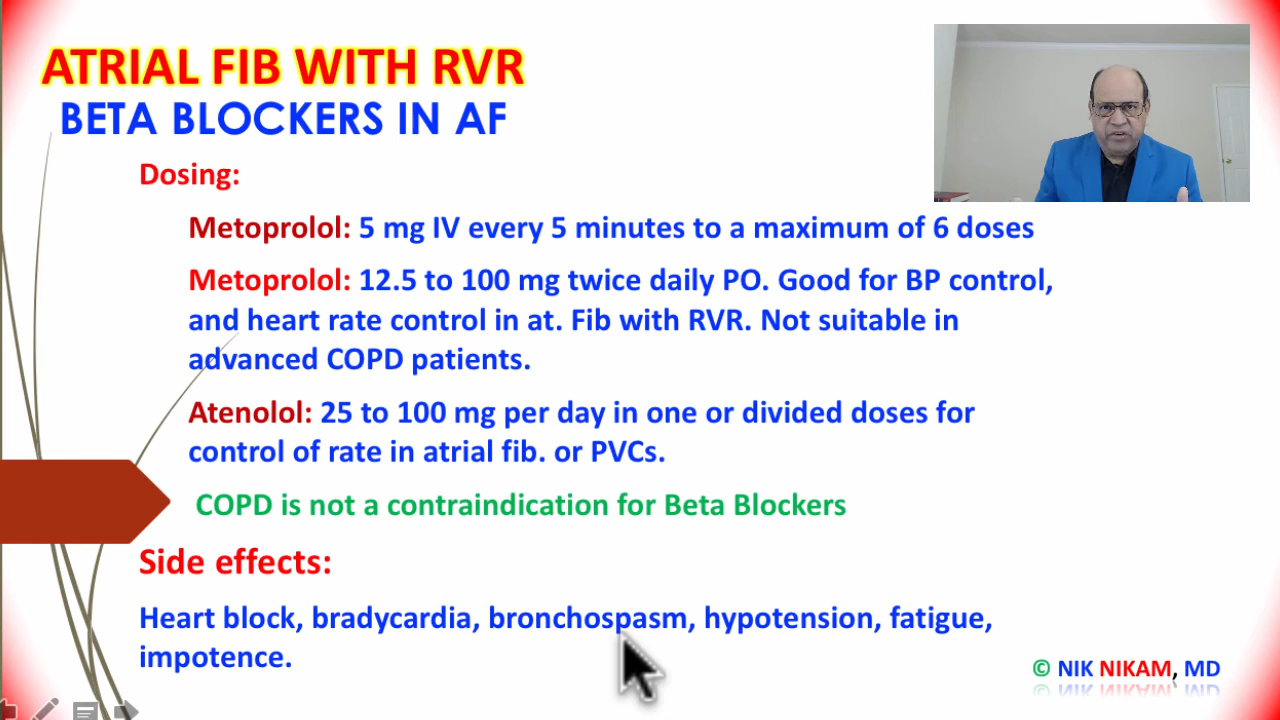 ATRIAL FIB WITH RVR
BETA BLOCKERS IN AF
Dosing:
Metoprolol: 5 mg IV every 5 minutes to a maximum of 6 doses
Metoprolol: 12.5 to 100 mg twice daily PO. Good for BP control,
and heart rate control in at. Fib with RVR. Not suitable in
advanced COPD patients.
Atenolol: 25 to 100 mg per day in one or divided doses for
control of rate in atrial fib. or PVCs.
COPD is not a contraindication for Beta Blockers
Side effects:
Heart block, bradycardia, bronchospasm, hypotension, fatigue,
impotence.
© NIK NIKAM, MD